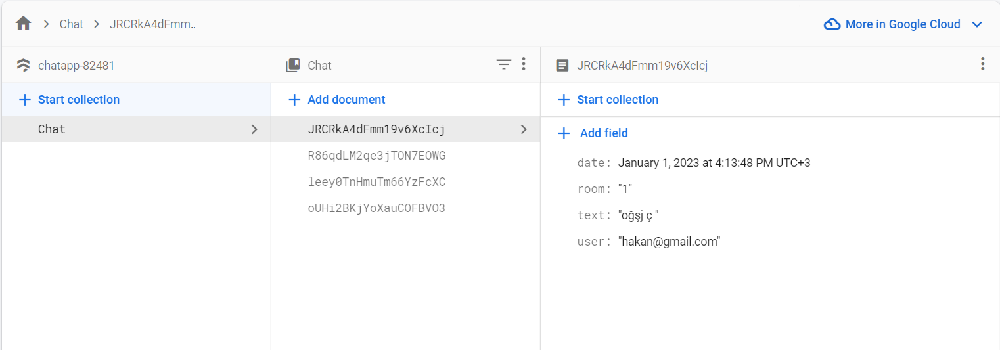 Chat JRCRkA4dFmm.. More in Google Cloud
chatapp-82481
Start collection
Chat
Chat
Add document
JRCRkA4dFmm19v6XcIcj
R86qdLM2qe3jTON7EOWG
leey0TnHmuTm66YzFcXC
oUHi2BKjYoXauCOFBVO3
JRCRkA4dFmm19v6XcIcj
Start collection
Add field
date: January 1, 2023 at 4:13:48 PM UTC+3
room: "1"
text: "oğşj ç "
user: "hakan@gmail.com"